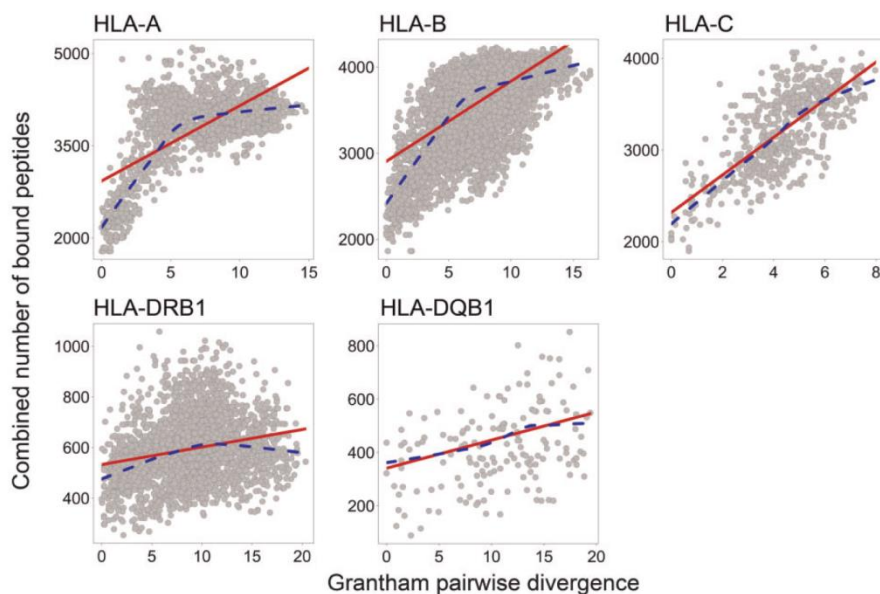 HLA-A
HLA-B
HLA-C
5000
3500
2000
0 5 10 15
4000
3000
2000
0 5 10 15
4000
3000
2000
0 2 4 6 8
HLA-DRB1
HLA-DQB1
1000
800
600
400
0 5 10 15 20
800
600
400
200
0 5 10 15 20
Combined number of bound peptides
Grantham pairwise divergence